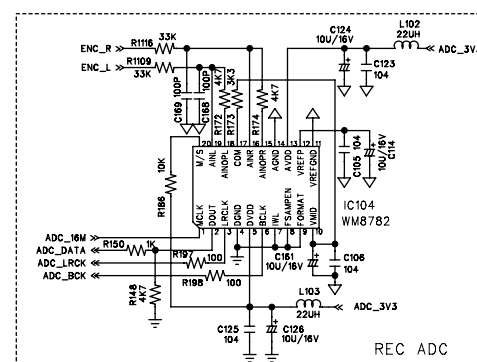 C124
10U/16V
L102
22UH
ADC_3V3
C123
104
ENC_R
R1116
33K
ENC_L
R1109
33K
C169
100P
C168
100P
R172
4K7
R173
3K3
R174
4K7
C105
104
C114
10U/16V
20 19 18 17 16 15 14 13 12 11
M/S
AINL
AINOPL
COM
AINR
AINOPR
AGND
AVDD
VREFP
VREFGND
IC104
WM8782
MCLK
DOUT
LRCLK
DGND
DVDD
BCLK
IWL
FSAMPEN
FORMAT
VMID
1 2 3 4 5 6 7 8 9 10
R186
10K
ADC_16M
ADC_DATA
R150
1K
ADC_LRCK
R197
100
ADC_BCK
R198
100
R148
4K7
C161
10U/16V
C106
104
L103
22UH
ADC_3V3
C125
104
C126
10U/16V
REC ADC